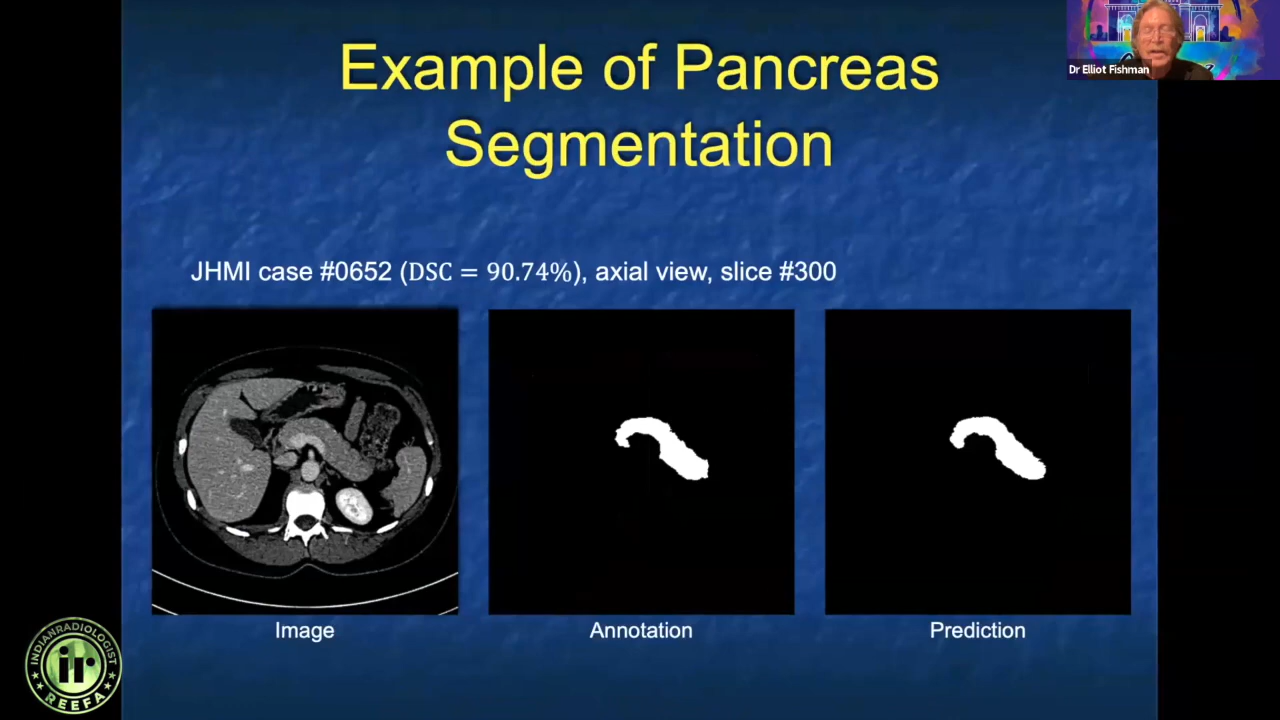 Dr Elliot Fishman
Example of Pancreas
Segmentation
JHMI case #0652 (DSC = 90.74%), axial view, slice #300
Image
Annotation
Prediction
INDIANRADIOLOGIST
ir
REEFA